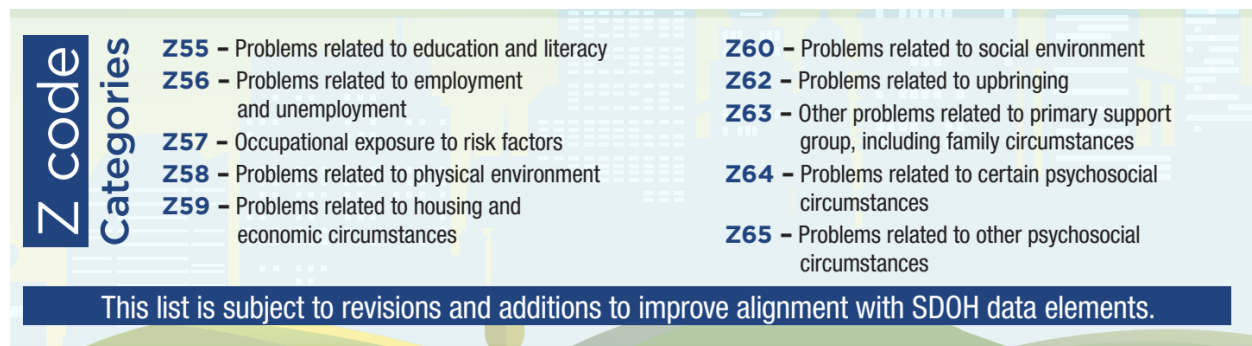 Z code
Categories
Z55 – Problems related to education and literacy
Z56 – Problems related to employment
and unemployment
Z57 – Occupational exposure to risk factors
Z58 – Problems related to physical environment
Z59 – Problems related to housing and
economic circumstances
Z60 – Problems related to social environment
Z62 – Problems related to upbringing
Z63 – Other problems related to primary support
group, including family circumstances
Z64 – Problems related to certain psychosocial
circumstances
Z65 – Problems related to other psychosocial
circumstances
This list is subject to revisions and additions to improve alignment with SDOH data elements.